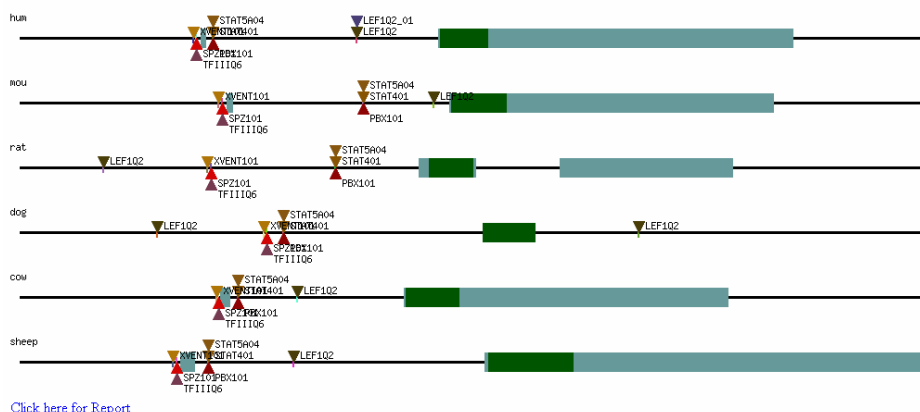 hum
STAT5A04
LEF1Q2_01
LEF1Q2
TFIIIQ6
mou
STAT5A04
XVENT101
STAT401
LEF1Q2
SPZ101
PBX101
TFIIIQ6
rat
STAT5A04
LEF1Q2
XVENT101
STAT401
SPZ101
PBX101
TFIIIQ6
dog
STAT5A04
LEF1Q2
LEF1Q2
TFIIIQ6
cow
STAT5A04
LEF1Q2
PBX101
TFIIIQ6
sheep
STAT5A04
XVENT101
STAT401
LEF1Q2
SPZ101
PBX101
TFIIIQ6
Click here for Report